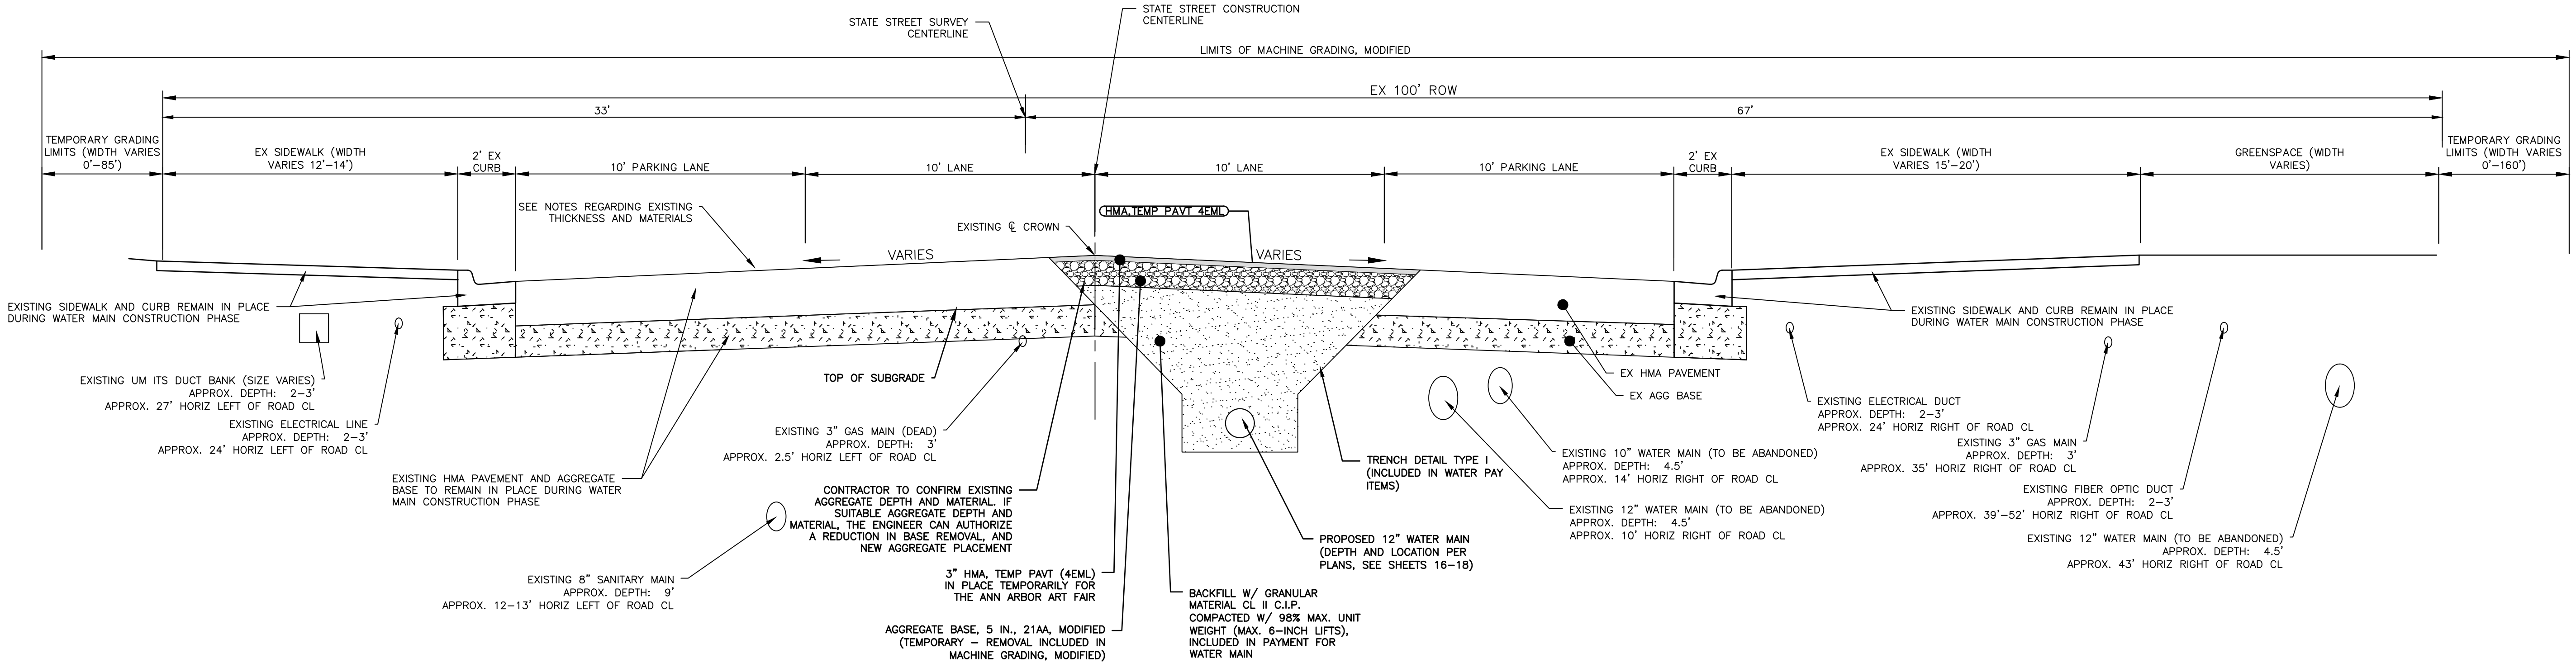 STATE STREET SURVEY
CENTERLINE
STATE STREET CONSTRUCTION
CENTERLINE
LIMITS OF MACHINE GRADING, MODIFIED
EX 100' ROW
33'
67'
TEMPORARY GRADING
LIMITS (WIDTH VARIES
0'-85')
EX SIDEWALK (WIDTH
VARIES 12'-14')
2' EX
CURB
10' PARKING LANE
10' LANE
10' LANE
10' PARKING LANE
2' EX
CURB
EX SIDEWALK (WIDTH
VARIES 15'-20')
GREENSPACE (WIDTH
VARIES)
TEMPORARY GRADING
LIMITS (WIDTH VARIES
0'-160')
SEE NOTES REGARDING EXISTING
THICKNESS AND MATERIALS
HMA,TEMP PAVT 4EML
EXISTING ℄ CROWN
VARIES
VARIES
EXISTING SIDEWALK AND CURB REMAIN IN PLACE
DURING WATER MAIN CONSTRUCTION PHASE
EXISTING SIDEWALK AND CURB REMAIN IN PLACE
DURING WATER MAIN CONSTRUCTION PHASE
EXISTING UM ITS DUCT BANK (SIZE VARIES)
APPROX. DEPTH: 2-3'
APPROX. 27' HORIZ LEFT OF ROAD CL
EXISTING ELECTRICAL LINE
APPROX. DEPTH: 2-3'
APPROX. 24' HORIZ LEFT OF ROAD CL
TOP OF SUBGRADE
EXISTING 3" GAS MAIN (DEAD)
APPROX. DEPTH: 3'
APPROX. 2.5' HORIZ LEFT OF ROAD CL
EXISTING HMA PAVEMENT AND AGGREGATE
BASE TO REMAIN IN PLACE DURING WATER
MAIN CONSTRUCTION PHASE
CONTRACTOR TO CONFIRM EXISTING
AGGREGATE DEPTH AND MATERIAL. IF
SUITABLE AGGREGATE DEPTH AND
MATERIAL, THE ENGINEER CAN AUTHORIZE
A REDUCTION IN BASE REMOVAL, AND
NEW AGGREGATE PLACEMENT
EXISTING 8" SANITARY MAIN
APPROX. DEPTH: 9'
APPROX. 12-13' HORIZ LEFT OF ROAD CL
3" HMA, TEMP PAVT (4EML)
IN PLACE TEMPORARILY FOR
THE ANN ARBOR ART FAIR
AGGREGATE BASE, 5 IN., 21AA, MODIFIED
(TEMPORARY - REMOVAL INCLUDED IN
MACHINE GRADING, MODIFIED)
BACKFILL W/ GRANULAR
MATERIAL CL II C.I.P.
COMPACTED W/ 98% MAX. UNIT
WEIGHT (MAX. 6-INCH LIFTS),
INCLUDED IN PAYMENT FOR
WATER MAIN
PROPOSED 12" WATER MAIN
(DEPTH AND LOCATION PER
PLANS, SEE SHEETS 16-18)
TRENCH DETAIL TYPE I
(INCLUDED IN WATER PAY
ITEMS)
EX HMA PAVEMENT
EX AGG BASE
EXISTING 10" WATER MAIN (TO BE ABANDONED)
APPROX. DEPTH: 4.5'
APPROX. 14' HORIZ RIGHT OF ROAD CL
EXISTING 12" WATER MAIN (TO BE ABANDONED)
APPROX. DEPTH: 4.5'
APPROX. 10' HORIZ RIGHT OF ROAD CL
EXISTING ELECTRICAL DUCT
APPROX. DEPTH: 2-3'
APPROX. 24' HORIZ RIGHT OF ROAD CL
EXISTING 3" GAS MAIN
APPROX. DEPTH: 3'
APPROX. 35' HORIZ RIGHT OF ROAD CL
EXISTING FIBER OPTIC DUCT
APPROX. DEPTH: 2-3'
APPROX. 39'-52' HORIZ RIGHT OF ROAD CL
EXISTING 12" WATER MAIN (TO BE ABANDONED)
APPROX. DEPTH: 4.5'
APPROX. 43' HORIZ RIGHT OF ROAD CL